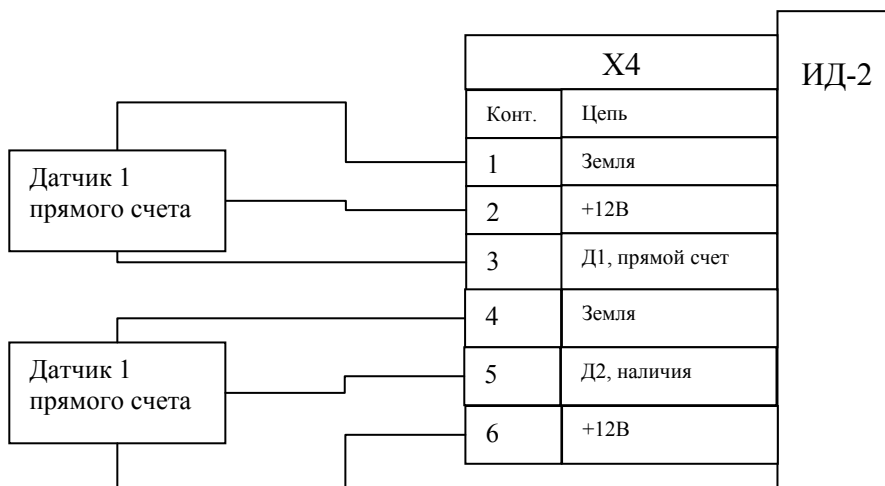 X4
ИД-2
Конт. Цепь
1 Земля
2 +12В
3 Д1, прямой счет
4 Земля
5 Д2, наличия
6 +12В
Датчик 1
прямого счета
Датчик 1
прямого счета